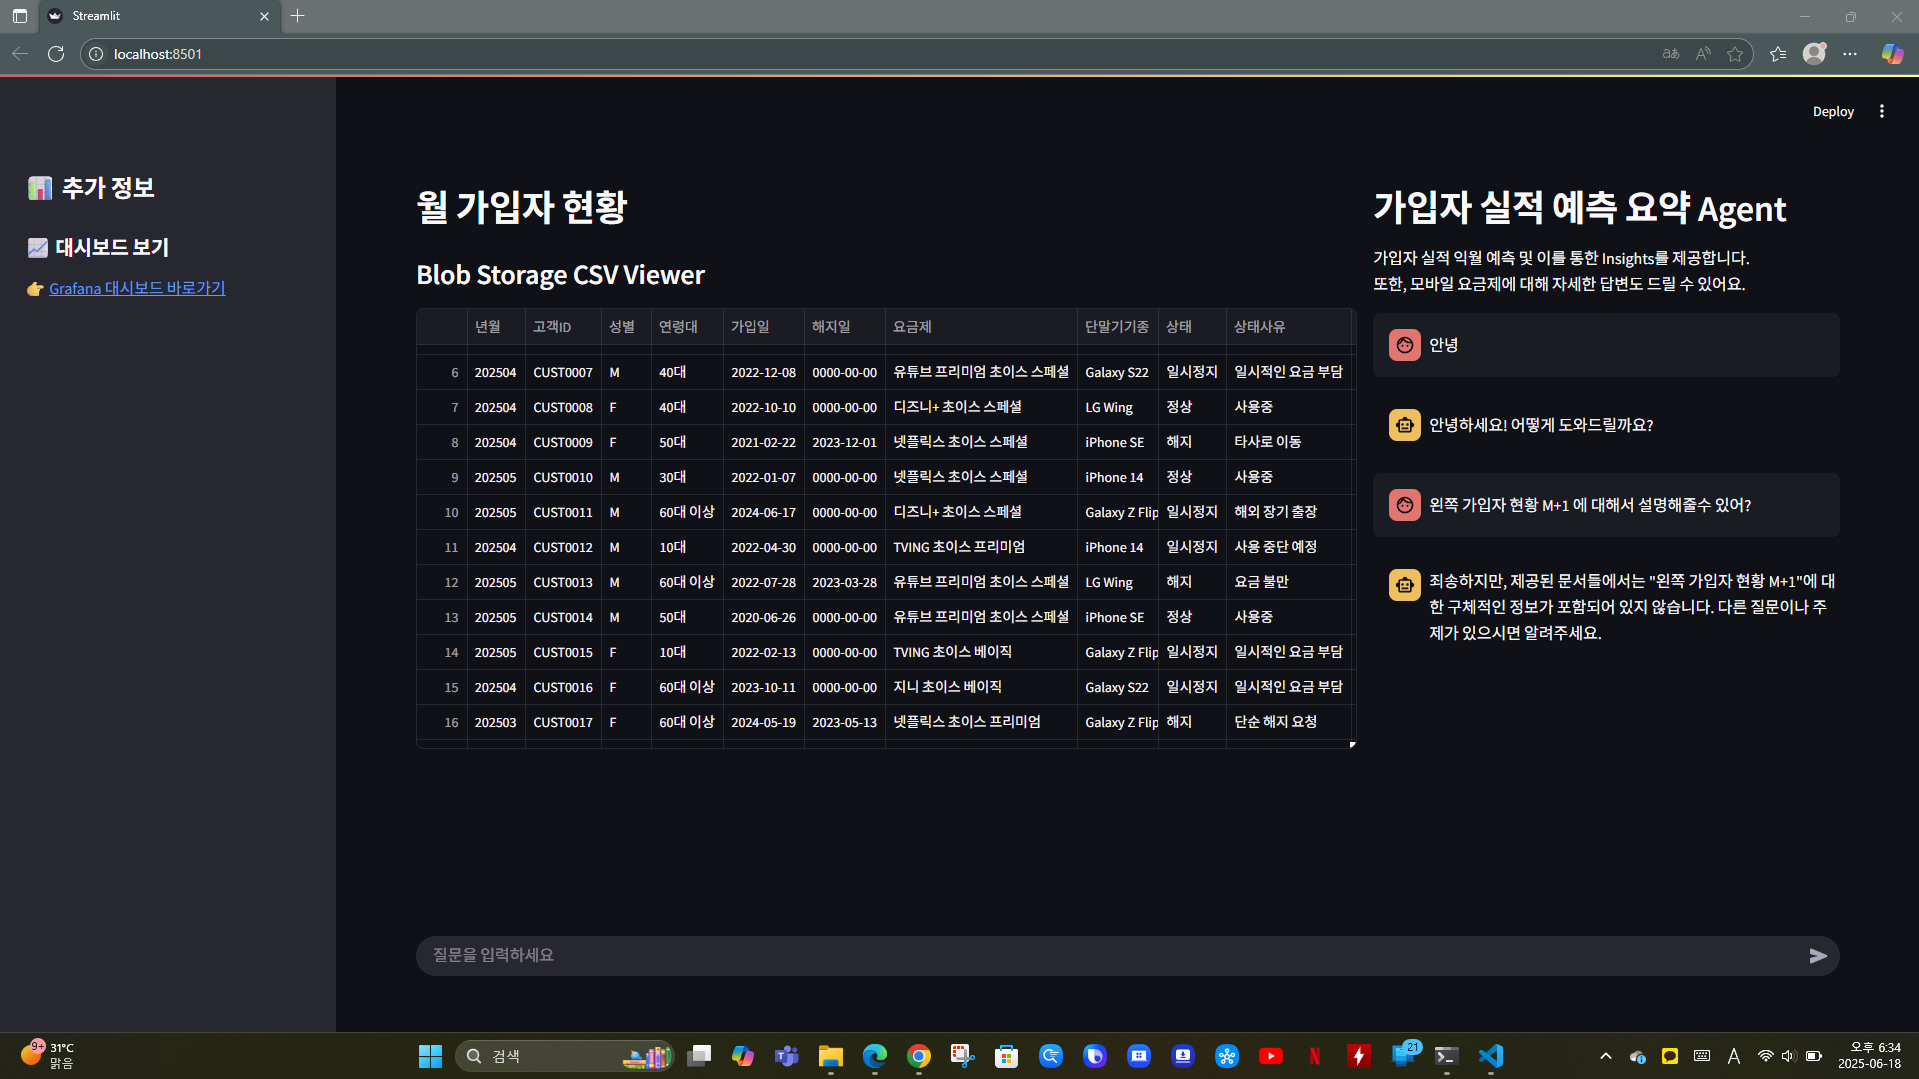 Streamlit
localhost:8501
Deploy
추가 정보
대시보드 보기
Grafana 대시보드 바로가기
월 가입자 현황
Blob Storage CSV Viewer
년월 고객ID 성별 연령대 가입일 해지일 요금제 단말기기종 상태 상태사유
6 202504 CUST0007 M 40대 2022-12-08 0000-00-00 유튜브 프리미엄 초이스 스페셜 Galaxy S22 일시정지 일시적인 요금 부담
7 202504 CUST0008 F 40대 2022-10-10 0000-00-00 디즈니+ 초이스 스페셜 LG Wing 정상 사용중
8 202504 CUST0009 F 50대 2021-02-22 2023-12-01 넷플릭스 초이스 스페셜 iPhone SE 해지 타사로 이동
9 202505 CUST0010 M 30대 2022-01-07 0000-00-00 넷플릭스 초이스 스페셜 iPhone 14 정상 사용중
10 202505 CUST0011 M 60대 이상 2024-06-17 0000-00-00 디즈니+ 초이스 스페셜 Galaxy Z Flip 일시정지 해외 장기 출장
11 202504 CUST0012 M 10대 2022-04-30 0000-00-00 TVING 초이스 프리미엄 iPhone 14 일시정지 사용 중단 예정
12 202505 CUST0013 M 60대 이상 2022-07-28 2023-03-28 유튜브 프리미엄 초이스 스페셜 LG Wing 해지 요금 불만
13 202505 CUST0014 M 50대 2020-06-26 0000-00-00 유튜브 프리미엄 초이스 스페셜 iPhone SE 정상 사용중
14 202505 CUST0015 F 10대 2022-02-13 0000-00-00 TVING 초이스 베이직 Galaxy Z Flip 일시정지 일시적인 요금 부담
15 202504 CUST0016 F 60대 이상 2023-10-11 0000-00-00 지니 초이스 베이직 Galaxy S22 일시정지 일시적인 요금 부담
16 202503 CUST0017 F 60대 이상 2024-05-19 2023-05-13 넷플릭스 초이스 프리미엄 Galaxy Z Flip 해지 단순 해지 요청
가입자 실적 예측 요약 Agent
가입자 실적 익월 예측 및 이를 통한 Insights를 제공합니다.
또한, 모바일 요금제에 대해 자세한 답변도 드릴 수 있어요.
안녕
안녕하세요! 어떻게 도와드릴까요?
왼쪽 가입자 현황 M+1 에 대해서 설명해줄수 있어?
죄송하지만, 제공된 문서들에서는 "왼쪽 가입자 현황 M+1"에 대
한 구체적인 정보가 포함되어 있지 않습니다. 다른 질문이나 주
제가 있으시면 알려주세요.
질문을 입력하세요
9+
31°C
맑음
검색
21
A
오후 6:34
2025-06-18